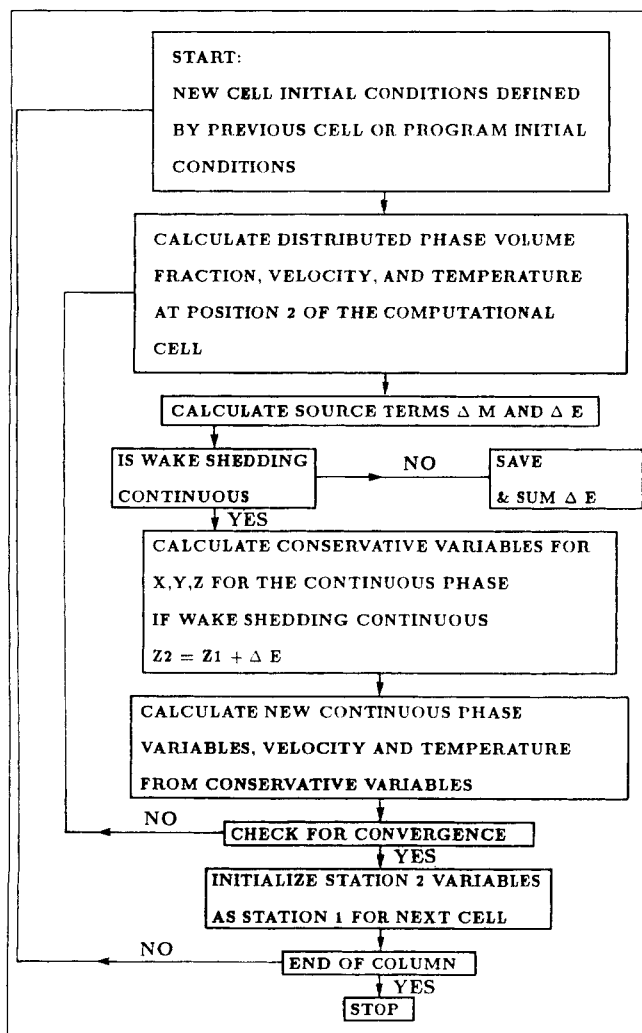 START:
NEW CELL INITIAL CONDITIONS DEFINED
BY PREVIOUS CELL OR PROGRAM INITIAL
CONDITIONS
CALCULATE DISTRIBUTED PHASE VOLUME
FRACTION, VELOCITY, AND TEMPERATURE
AT POSITION 2 OF THE COMPUTATIONAL
CELL
CALCULATE SOURCE TERMS Δ M AND Δ E
IS WAKE SHEDDING
CONTINUOUS
NO
SAVE
& SUM Δ E
YES
CALCULATE CONSERVATIVE VARIABLES FOR
X,Y,Z FOR THE CONTINUOUS PHASE
IF WAKE SHEDDING CONTINUOUS
Z2 = Z1 + Δ E
CALCULATE NEW CONTINUOUS PHASE
VARIABLES, VELOCITY AND TEMPERATURE
FROM CONSERVATIVE VARIABLES
NO
CHECK FOR CONVERGENCE
YES
INITIALIZE STATION 2 VARIABLES
AS STATION 1 FOR NEXT CELL
NO
END OF COLUMN
YES
STOP